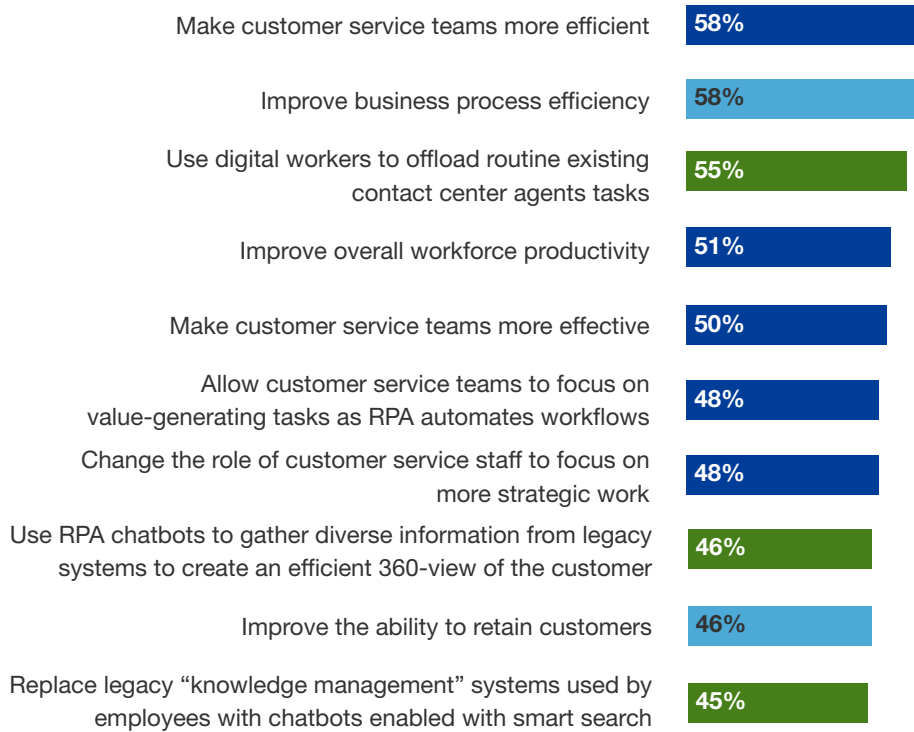 Make customer service teams more efficient
58%
Improve business process efficiency
58%
Use digital workers to offload routine existing
contact center agents tasks
55%
Improve overall workforce productivity
51%
Make customer service teams more effective
50%
Allow customer service teams to focus on
value-generating tasks as RPA automates workflows
48%
Change the role of customer service staff to focus on
more strategic work
48%
Use RPA chatbots to gather diverse information from legacy
systems to create an efficient 360-view of the customer
46%
Improve the ability to retain customers
46%
Replace legacy “knowledge management” systems used by
employees with chatbots enabled with smart search
45%